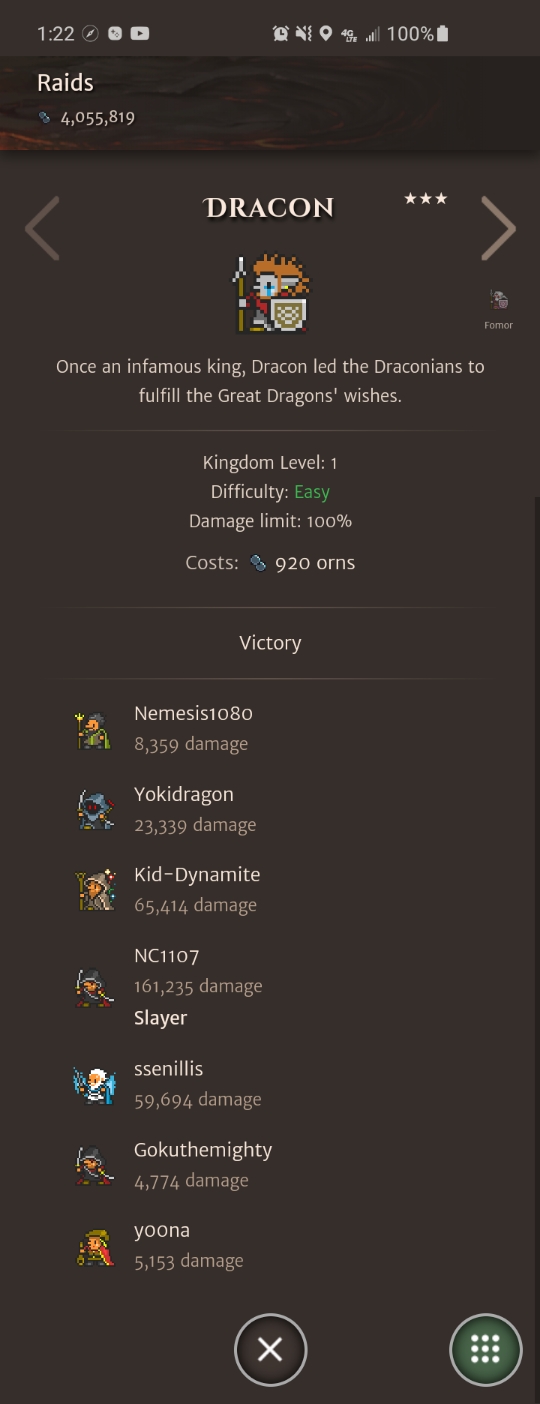 1:22
4G
LTE
100%
Raids
4,055,819
DRACON
★★★
Fomor
Once an infamous king, Dracon led the Draconians to
fulfill the Great Dragons' wishes.
Kingdom Level: 1
Difficulty: Easy
Damage limit: 100%
Costs: 920 orns
Victory
Nemesis1080
8,359 damage
Yokidragon
23,339 damage
Kid-Dynamite
65,414 damage
NC1107
161,235 damage
Slayer
ssenillis
59,694 damage
Gokuthemighty
4,774 damage
yoona
5,153 damage